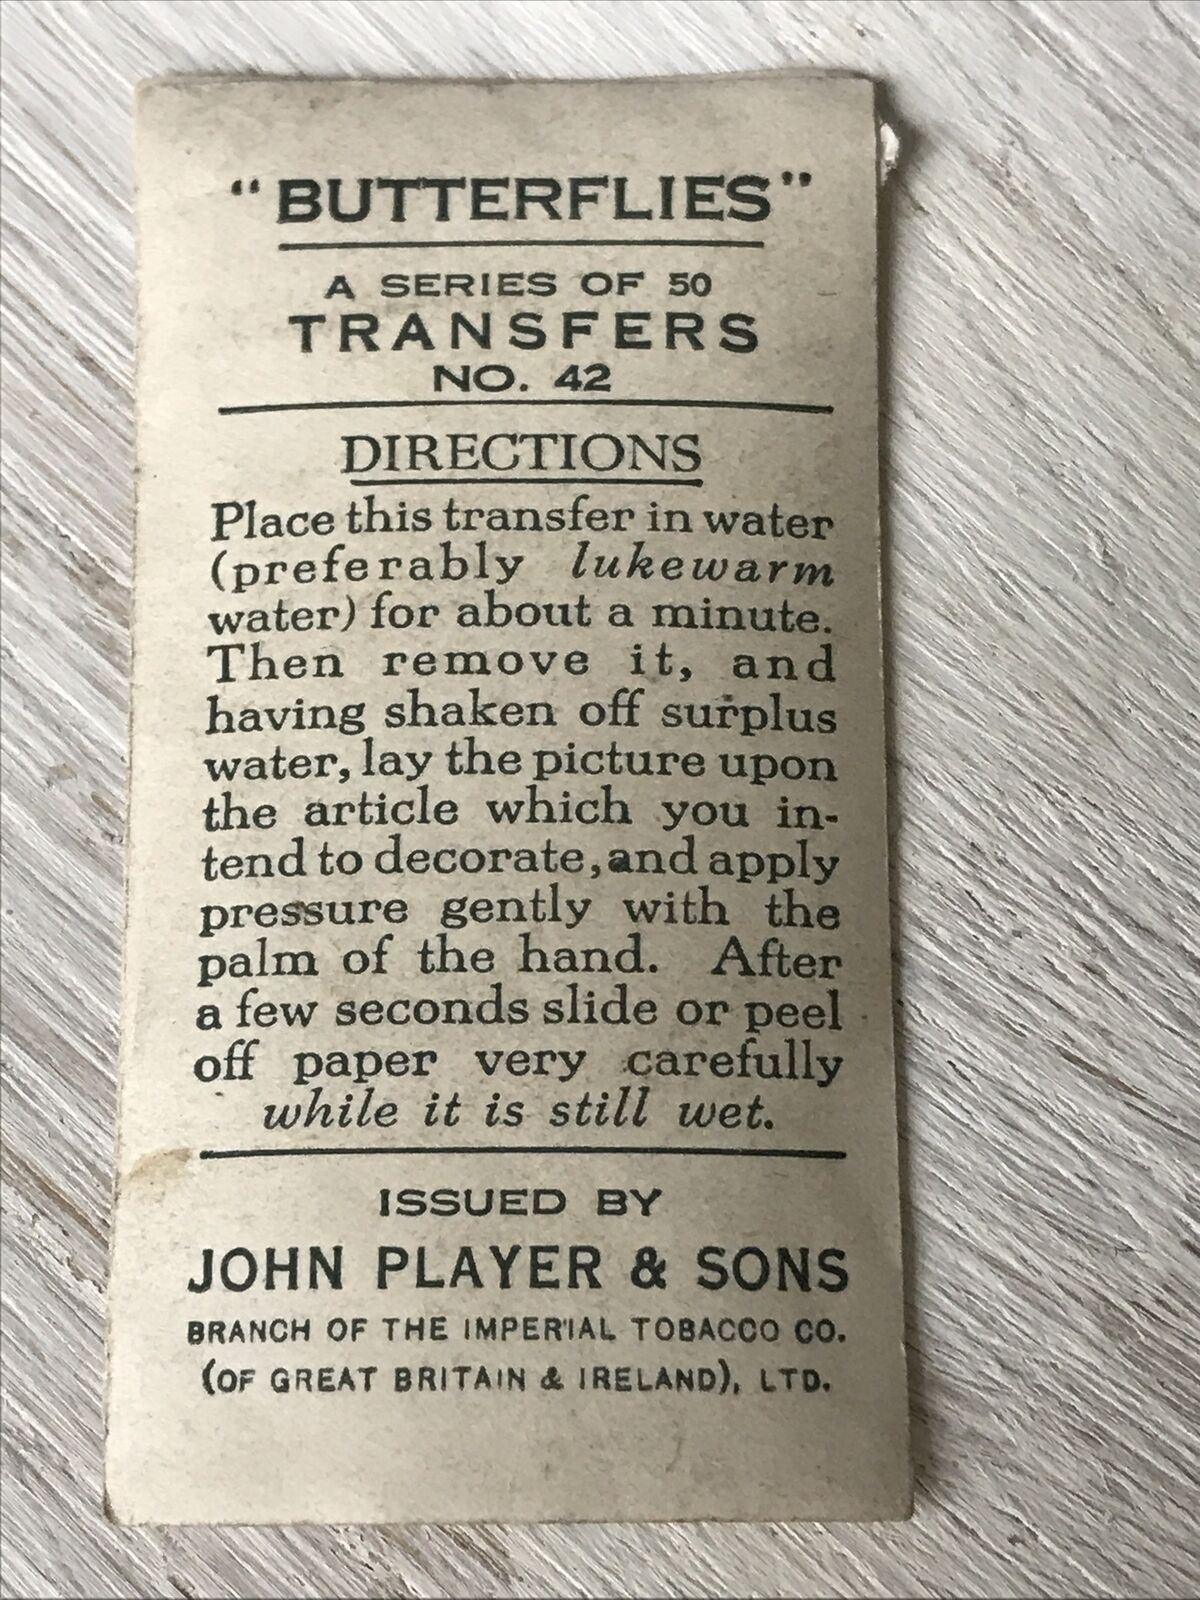 "BUTTERFLIES"
A SERIES OF 50
TRANSFERS
NO. 42
DIRECTIONS
Place this transfer in water
(preferably lukewarm
water) for about a minute.
Then remove it, and
having shaken off surplus
water, lay the picture upon
the article which you in-
tend to decorate, and apply
pressure gently with the
palm of the hand. After
a few seconds slide or peel
off paper very carefully
while it is still wet.
ISSUED BY
JOHN PLAYER & SONS
BRANCH OF THE IMPERIAL TOBACCO CO.
(OF GREAT BRITAIN & IRELAND), LTD.